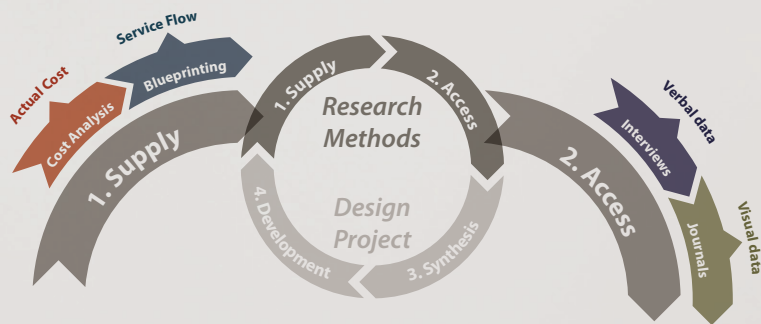 Service Flow
Blueprinting
Actual Cost
Cost Analysis
1. Supply
1. Supply
2. Access
Research
Methods
Design
Project
3. Synthesis
4. Development
2. Access
Verbal data
Interviews
Visual data
Journals